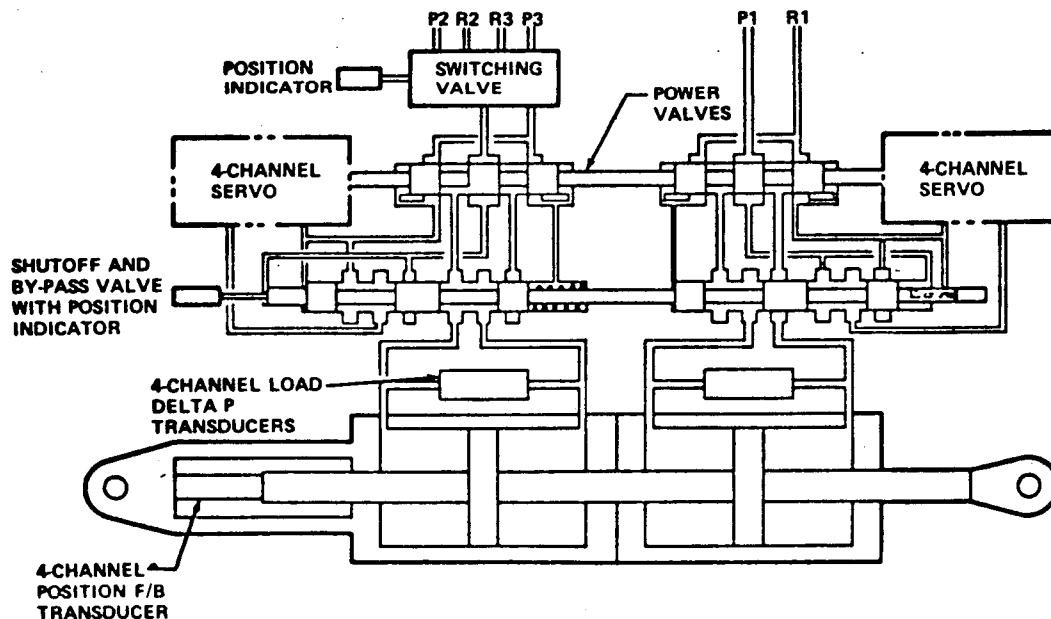 P2 R2 R3 P3
P1 R1
POSITION
INDICATOR
SWITCHING
VALVE
POWER
VALVES
4-CHANNEL
SERVO
4-CHANNEL
SERVO
SHUTOFF AND
BY-PASS VALVE
WITH POSITION
INDICATOR
4-CHANNEL LOAD
DELTA P
TRANSDUCERS
4-CHANNEL
POSITION F/B
TRANSDUCER